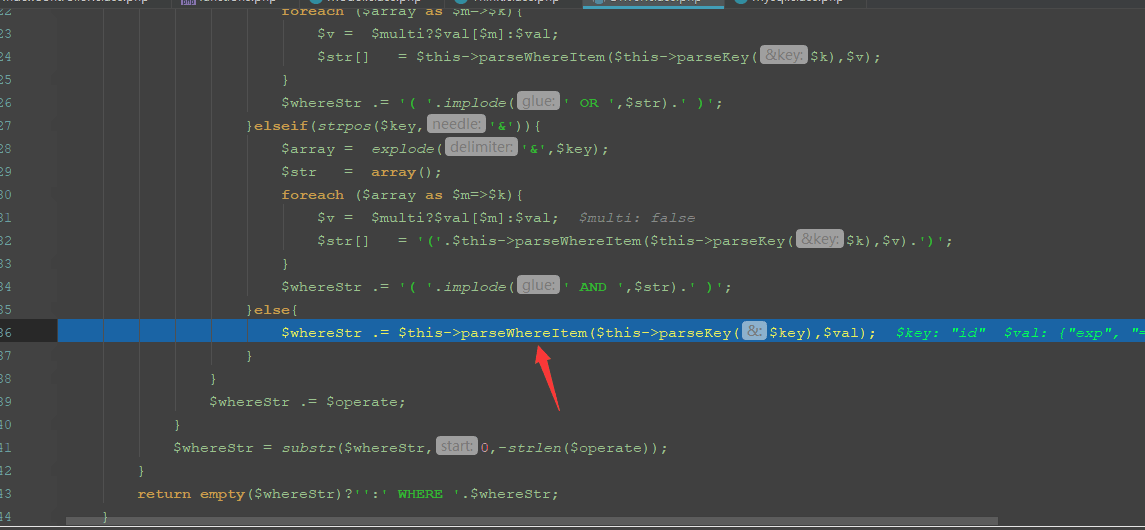 22 foreach ($array as $m=>$k){
23 $v = $multi?$val[$m]:$val;
24 $str[] = $this->parseWhereItem($this->parseKey( &key: $k),$v);
25 }
26 $whereStr .= '( '.implode( glue: ' OR ',$str).' )';
27 }elseif(strpos($key, needle: '&')){
28 $array = explode( delimiter: '&',$key);
29 $str = array();
30 foreach ($array as $m=>$k){
31 $v = $multi?$val[$m]:$val; $multi: false
32 $str[] = '('.$this->parseWhereItem($this->parseKey( &key: $k),$v).')';
33 }
34 $whereStr .= '( '.implode( glue: ' AND ',$str).' )';
35 }else{
36 $whereStr .= $this->parseWhereItem($this->parseKey( &: $key),$val); $key: "id" $val: {"exp", "=
37 }
38 }
39 $whereStr .= $operate;
40 }
41 $whereStr = substr($whereStr, start: 0,-strlen($operate));
42 }
43 return empty($whereStr)?'':' WHERE '.$whereStr;
44 }